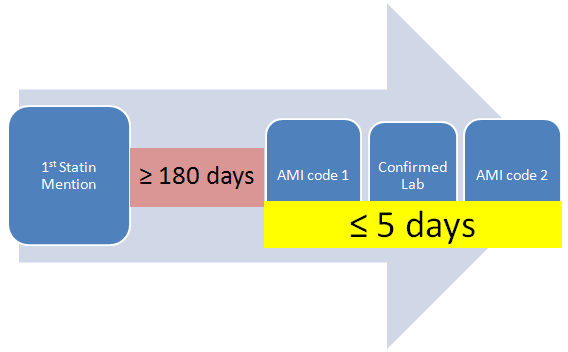 1st Statin
Mention
≥ 180 days
AMI code 1
Confirmed
Lab
AMI code 2
≤ 5 days